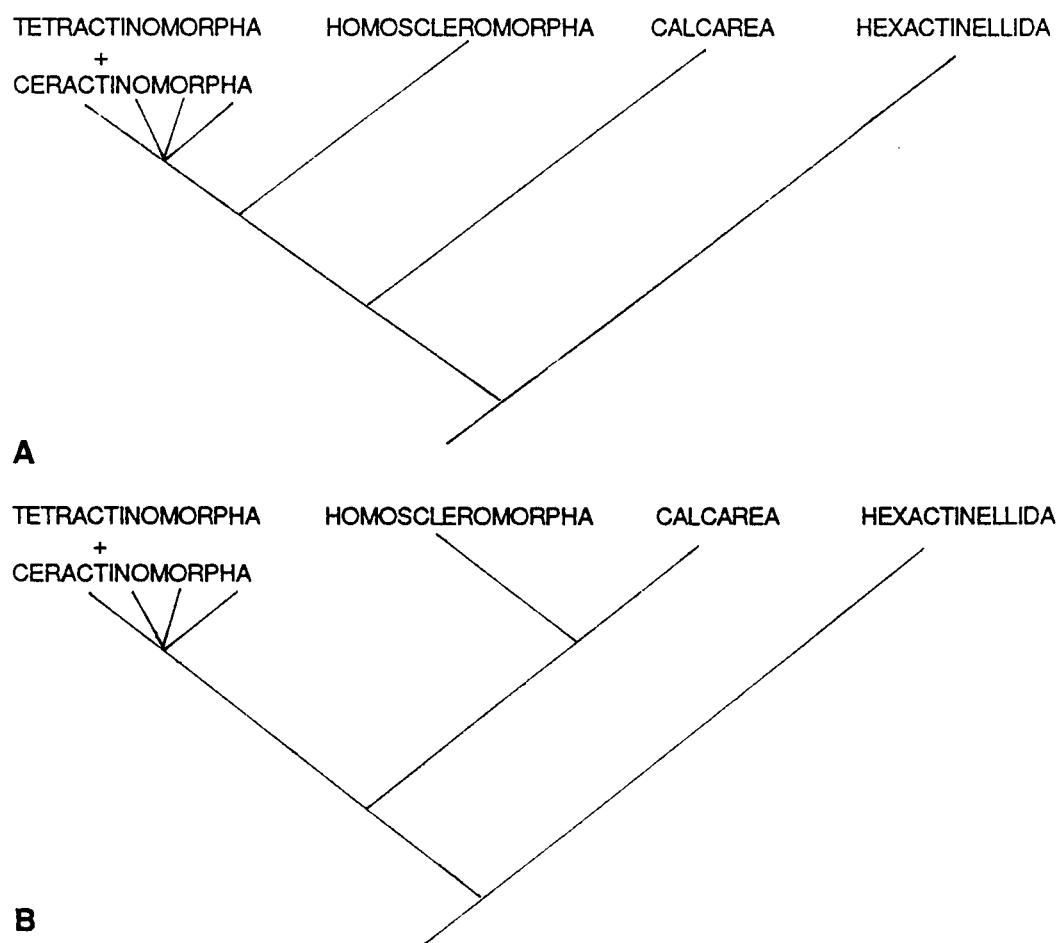 TETRACTINOMORPHA HOMOSCLEROMORPHA CALCAREA HEXACTINELLIDA
+
CERACTINOMORPHA
A
TETRACTINOMORPHA HOMOSCLEROMORPHA CALCAREA HEXACTINELLIDA
+
CERACTINOMORPHA
B